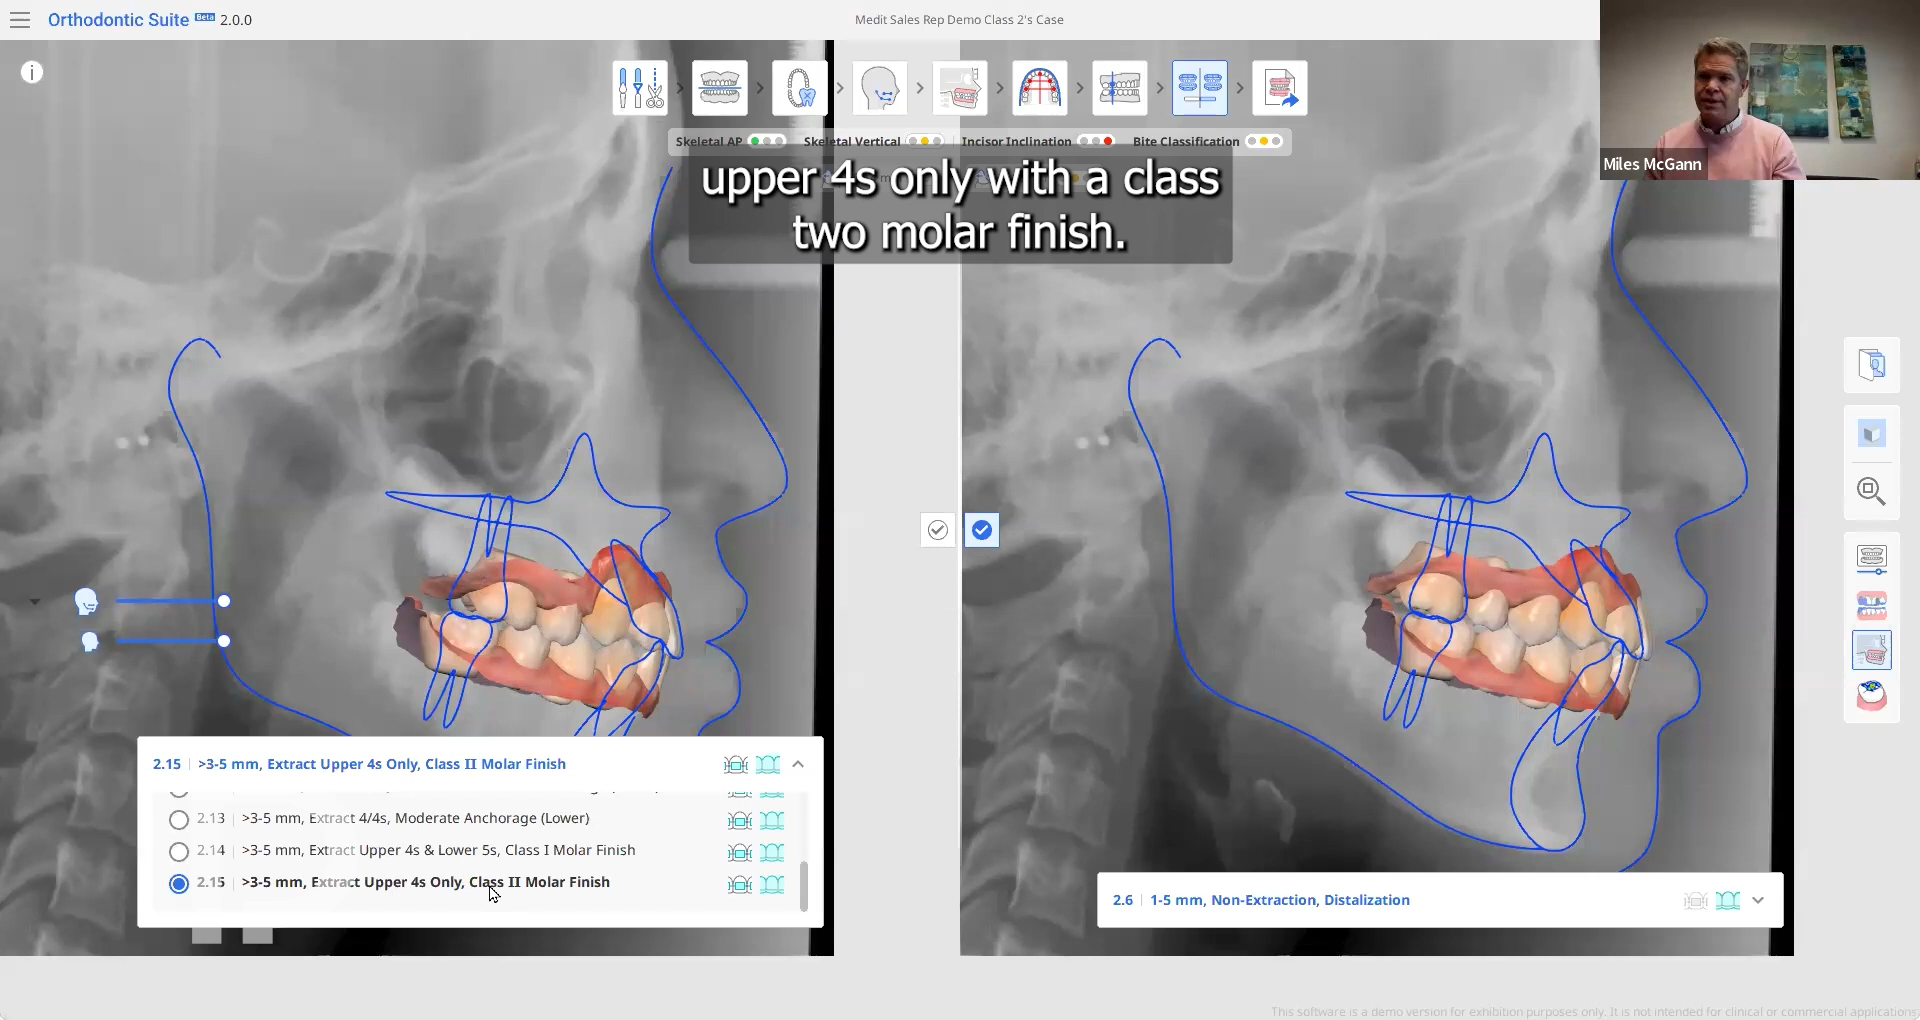 Orthodontic Suite Beta 2.0.0
Medit Sales Rep Demo Class 2's Case
Miles McGann
Skeletal AP Skeletal Vertical Incisor Inclination Bite Classification
upper 4s only with a class
two molar finish.
2.15 >3-5 mm, Extract Upper 4s Only, Class II Molar Finish
2.13 >3-5 mm, Extract 4/4s, Moderate Anchorage (Lower)
2.14 >3-5 mm, Extract Upper 4s & Lower 5s, Class I Molar Finish
2.15 >3-5 mm, Extract Upper 4s Only, Class II Molar Finish
2.6 1-5 mm, Non-Extraction, Distalization
This software is a demo version for exhibition purposes only. It is not intended for clinical or commercial applications